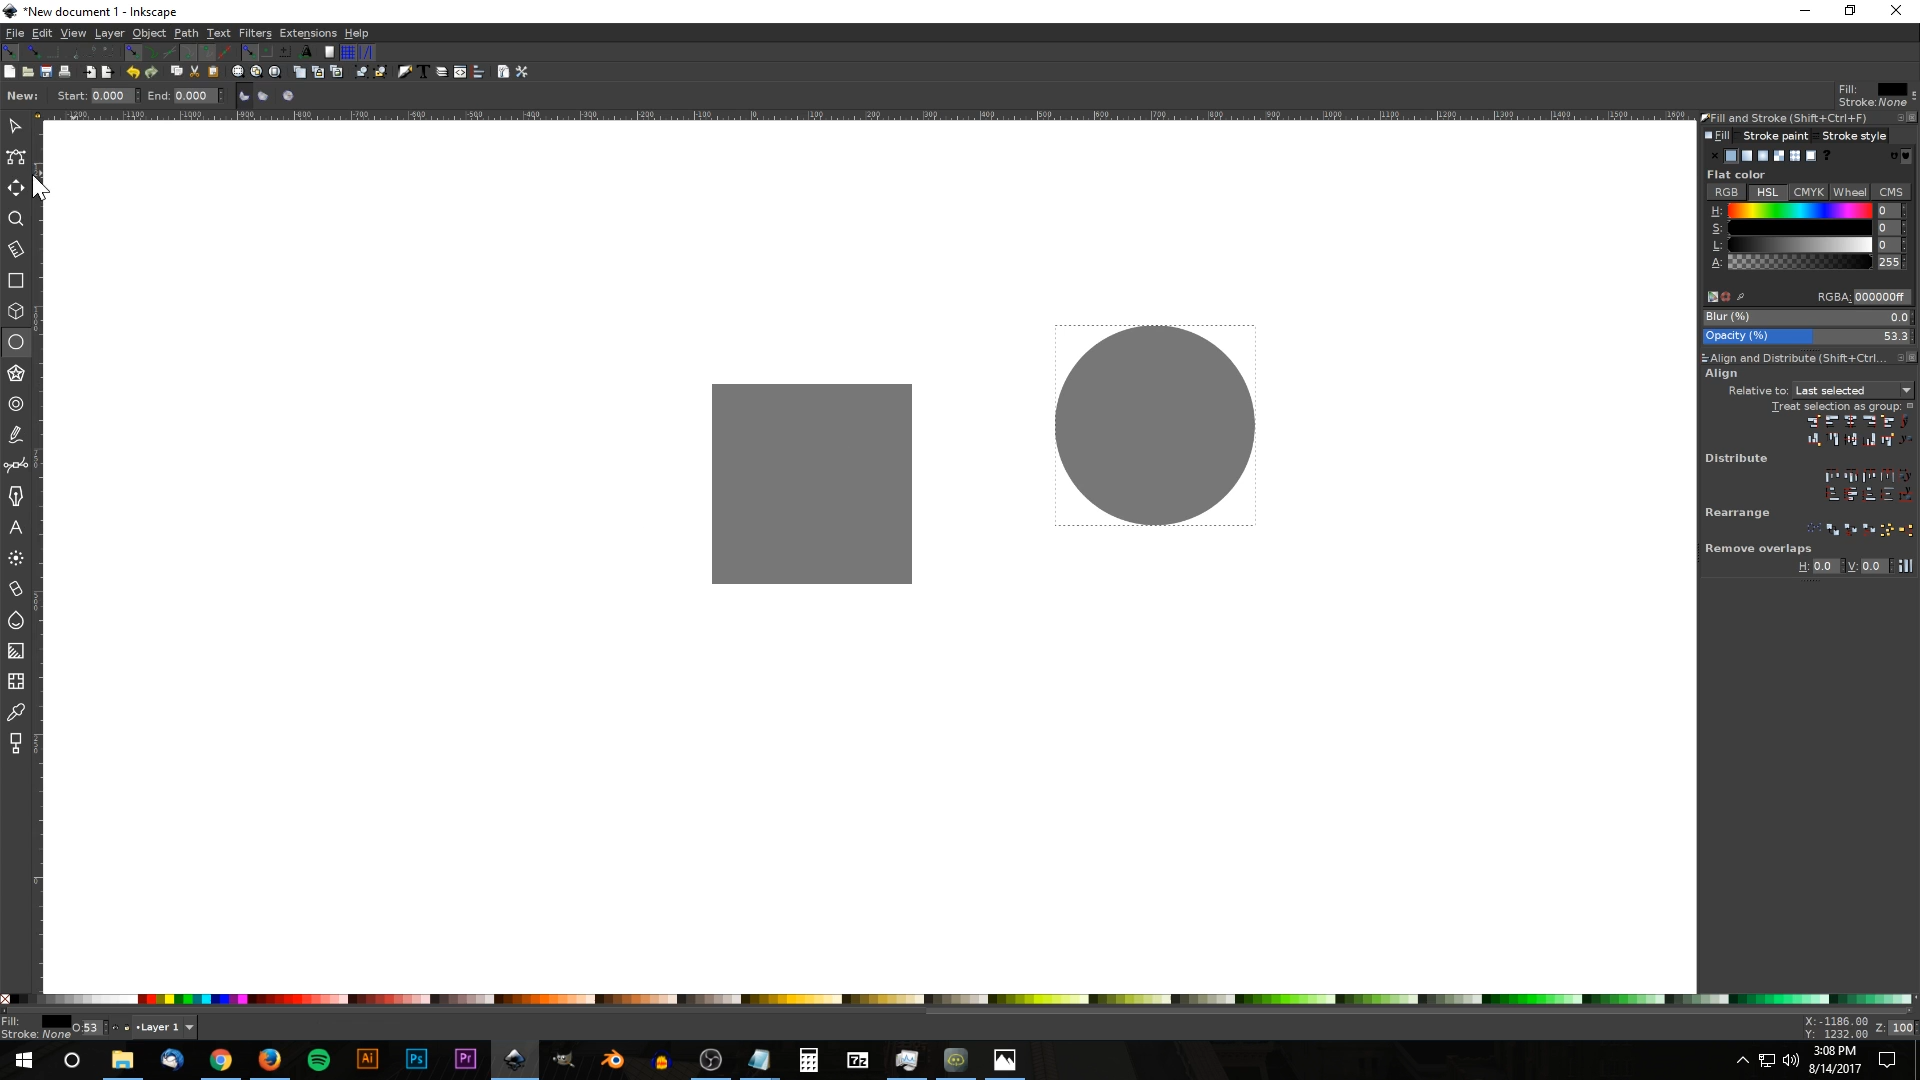 *New document 1 - Inkscape
File Edit View Layer Object Path Text Filters Extensions Help
New: Start: 0.000 End: 0.000
Fill:
Stroke: None
Fill and Stroke (Shift+Ctrl+F)
Fill Stroke paint Stroke style
Flat color
RGB HSL CMYK Wheel CMS
H: 0
S: 0
L: 0
A: 255
RGBA: 000000ff
Blur (%) 0.0
Opacity (%) 53.3
Align and Distribute (Shift+Ctrl...
Align
Relative to: Last selected
Treat selection as group:
Distribute
Rearrange
Remove overlaps
H: 0.0 V: 0.0
Fill:
Stroke: None O: 53 •Layer 1
X: -1186.00
Y: 1232.00
Z: 100
Ai Ps Pr 7z
3:08 PM
8/14/2017